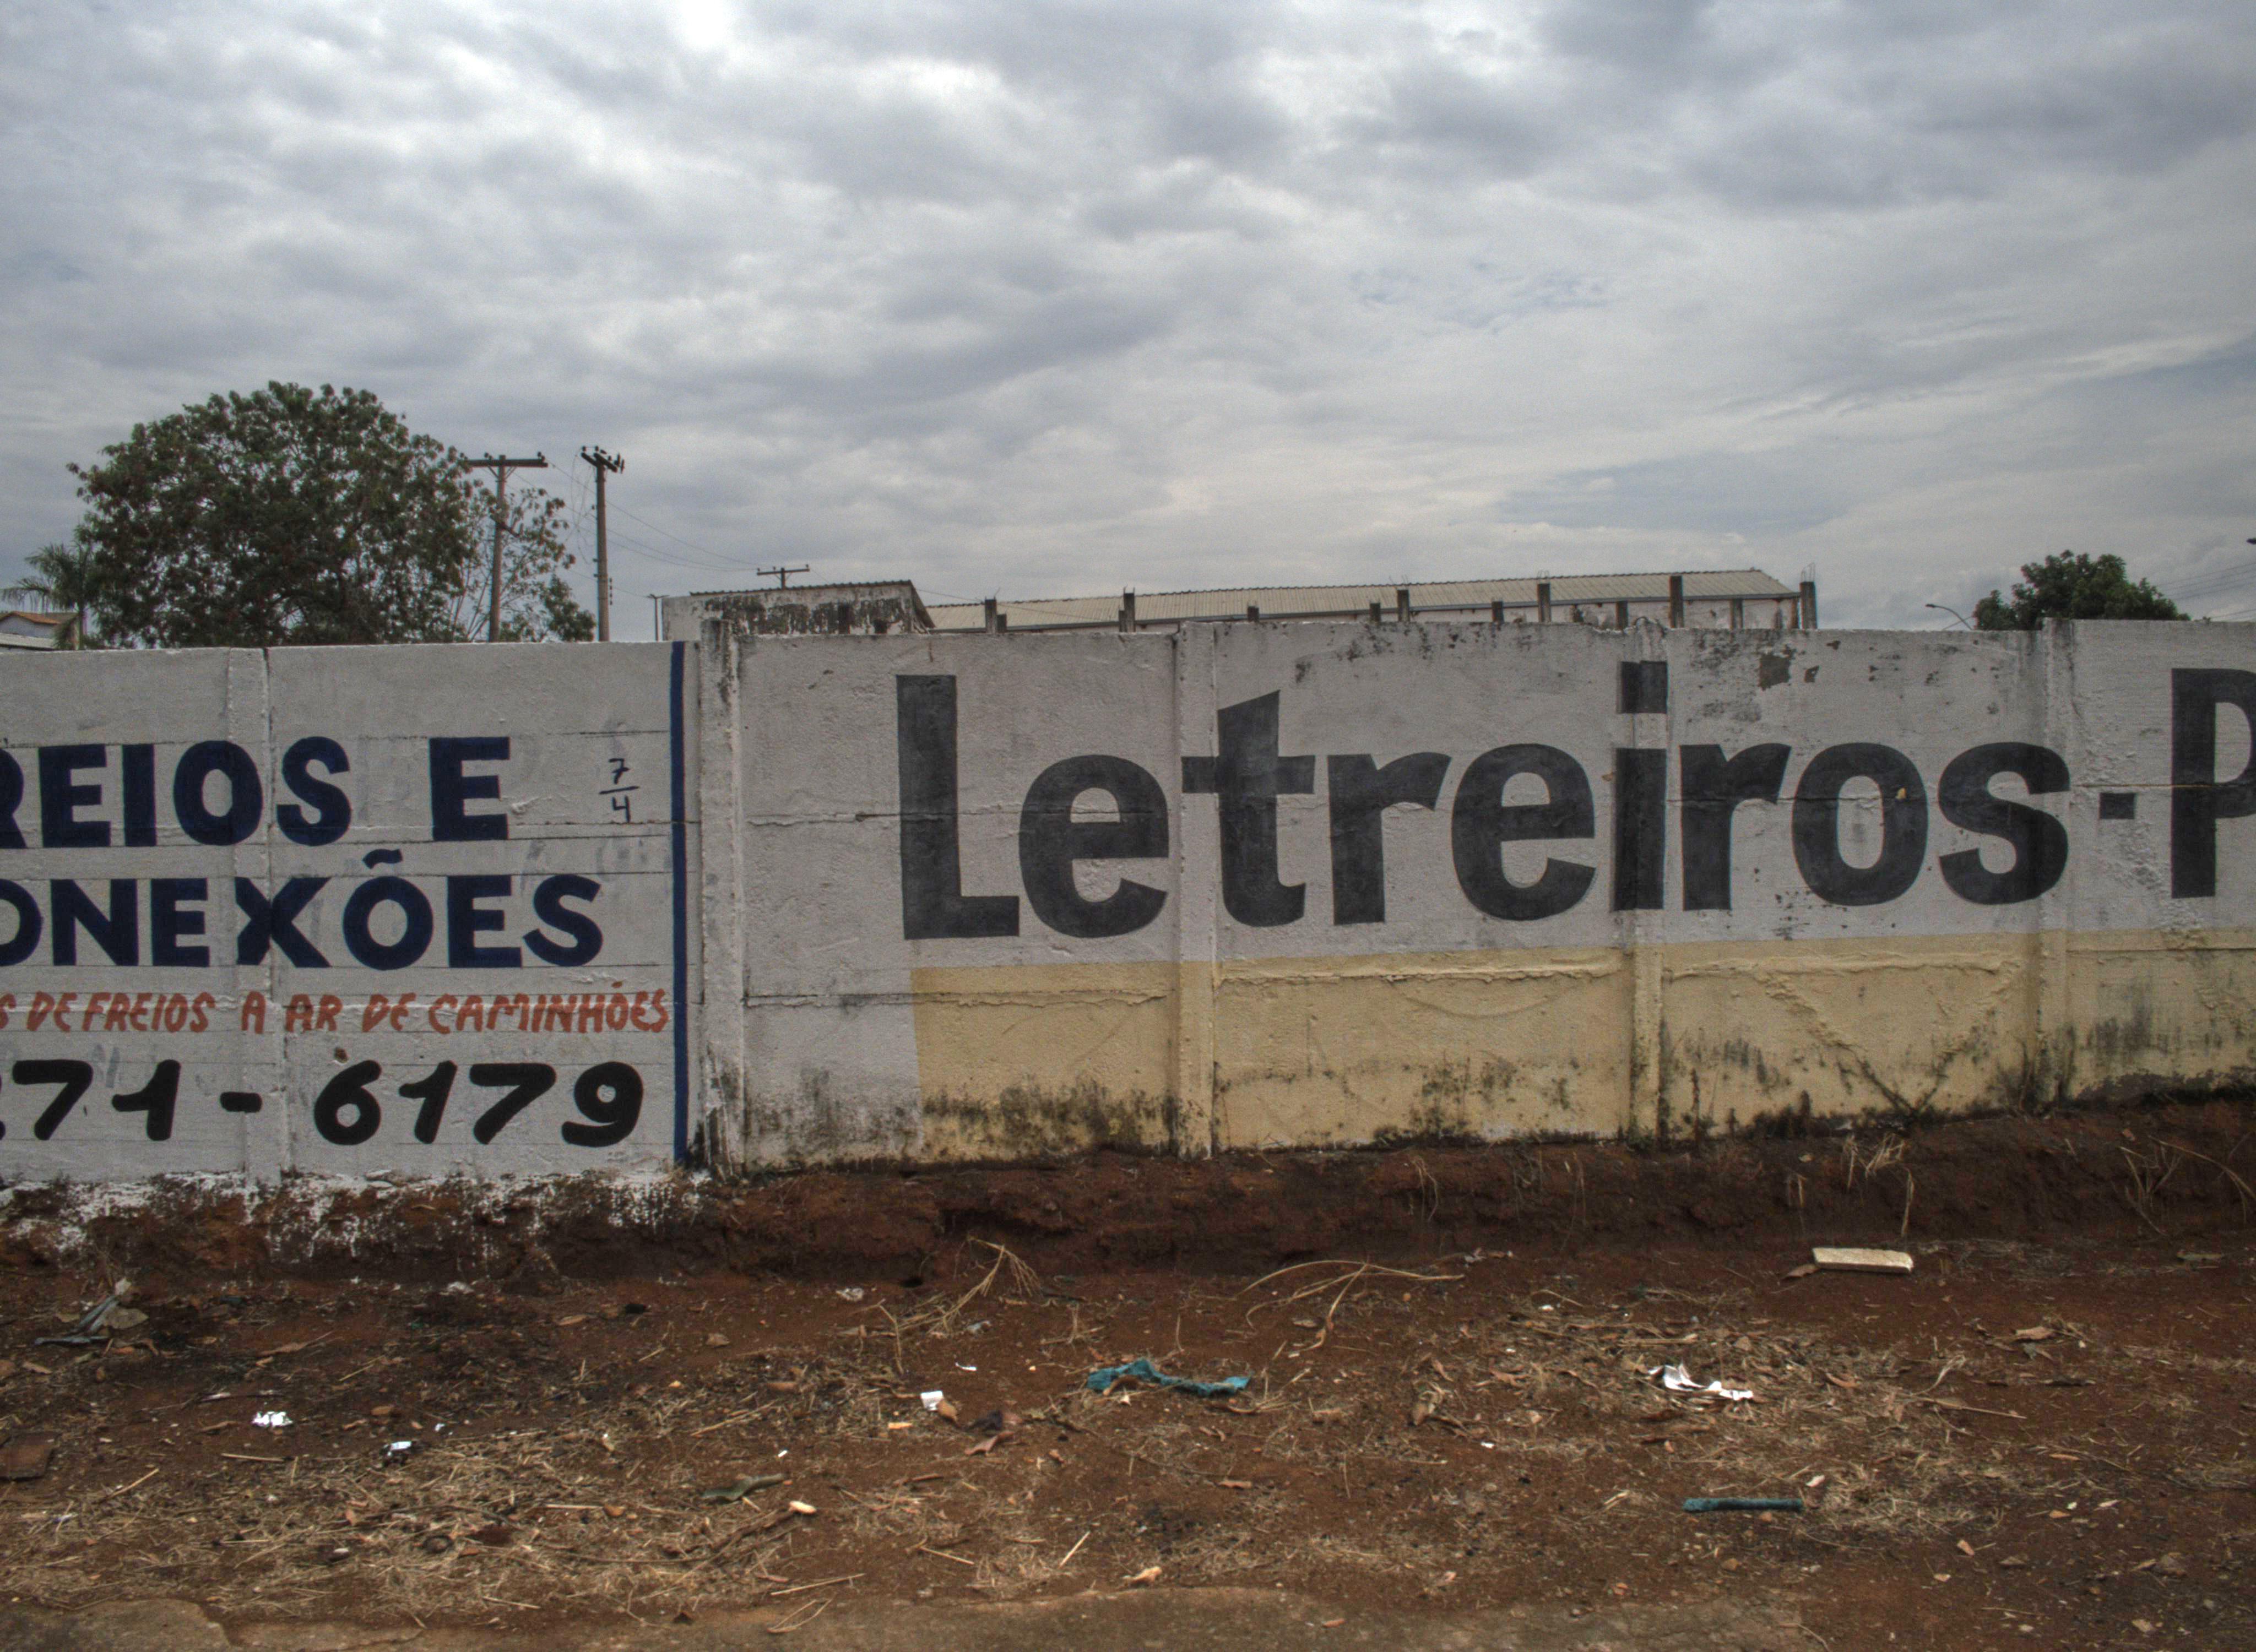 REIOS E
7/4
ONEXÕES
S DE FREIOS A AR DE CAMINHÕES
271-6179
Letreiros-P